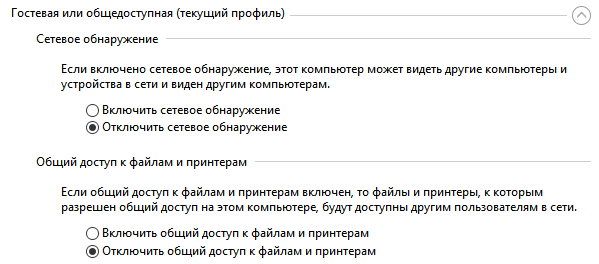 Гостевая или общедоступная (текущий профиль)
Сетевое обнаружение
Если включено сетевое обнаружение, этот компьютер может видеть другие компьютеры и
устройства в сети и виден другим компьютерам.
Включить сетевое обнаружение
Отключить сетевое обнаружение
Общий доступ к файлам и принтерам
Если общий доступ к файлам и принтерам включен, то файлы и принтеры, к которым
разрешен общий доступ на этом компьютере, будут доступны другим пользователям в сети.
Включить общий доступ к файлам и принтерам
Отключить общий доступ к файлам и принтерам